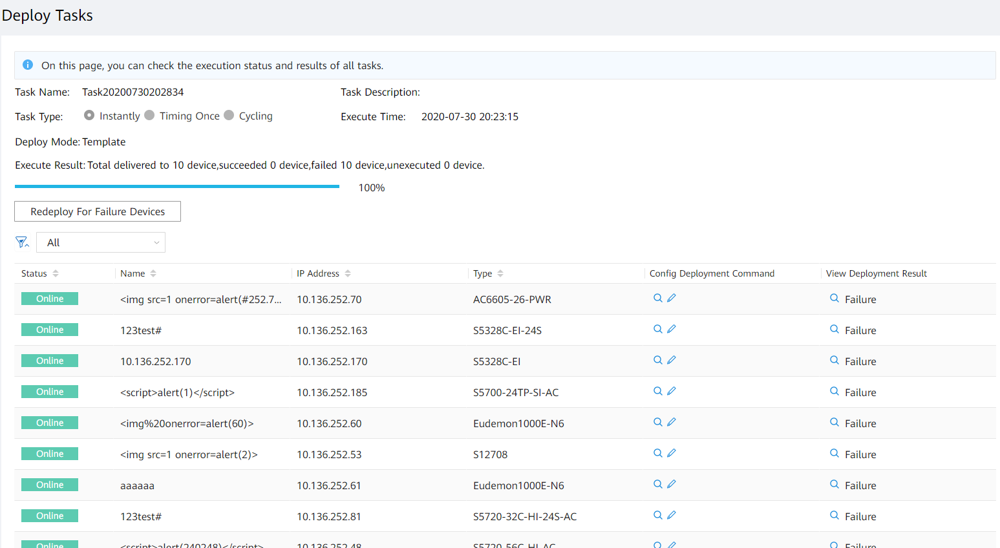 Deploy Tasks
On this page, you can check the execution status and results of all tasks.
Task Name: Task20200730202834 Task Description:
Task Type: Instantly Timing Once Cycling Execute Time: 2020-07-30 20:23:15
Deploy Mode: Template
Execute Result: Total delivered to 10 device,succeeded 0 device,failed 10 device,unexecuted 0 device.
100%
Redeploy For Failure Devices
All
Status Name IP Address Type Config Deployment Command View Deployment Result
Online <img src=1 onerror=alert(#252.7... 10.136.252.70 AC6605-26-PWR Failure
Online 123test# 10.136.252.163 S5328C-EI-24S Failure
Online 10.136.252.170 10.136.252.170 S5328C-EI Failure
Online <script>alert(1)</script> 10.136.252.185 S5700-24TP-SI-AC Failure
Online <img%20onerror=alert(60)> 10.136.252.60 Eudemon1000E-N6 Failure
Online <img src=1 onerror=alert(2)> 10.136.252.53 S12708 Failure
Online aaaaaa 10.136.252.61 Eudemon1000E-N6 Failure
Online 123test# 10.136.252.81 S5720-32C-HI-24S-AC Failure
Online <script>alert(240248)</script> 10.136.252.48 S5720-56C-HI-AC Failure